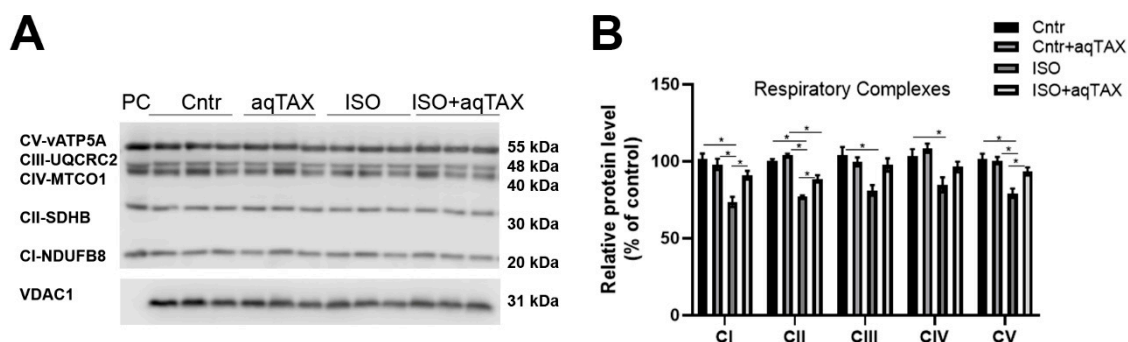 A
PC Cntr aqTAX ISO ISO+aqTAX
CV-vATP5A
CIII-UQCRC2
CIV-MTCO1
CII-SDHB
CI-NDUFB8
VDAC1
55 kDa
48 kDa
40 kDa
30 kDa
20 kDa
31 kDa
B
Cntr
Cntr+aqTAX
ISO
ISO+aqTAX
Respiratory Complexes
Relative protein level
(% of control)
150
100
50
0
* * * *
* * * *
*
*
* * *
CI CII CIII CIV CV